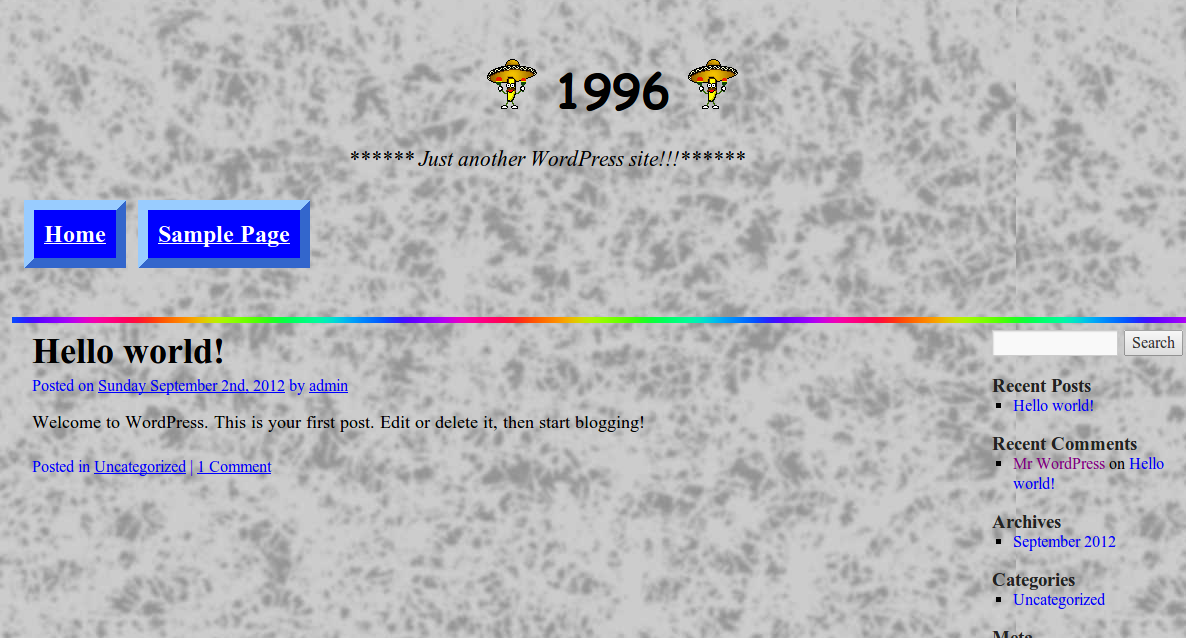 1996
****** Just another WordPress site!!!******
Home
Sample Page
Hello world!
Posted on Sunday September 2nd, 2012 by admin
Welcome to WordPress. This is your first post. Edit or delete it, then start blogging!
Posted in Uncategorized | 1 Comment
Search
Recent Posts
Hello world!
Recent Comments
Mr WordPress on Hello
world!
Archives
September 2012
Categories
Uncategorized
Meta